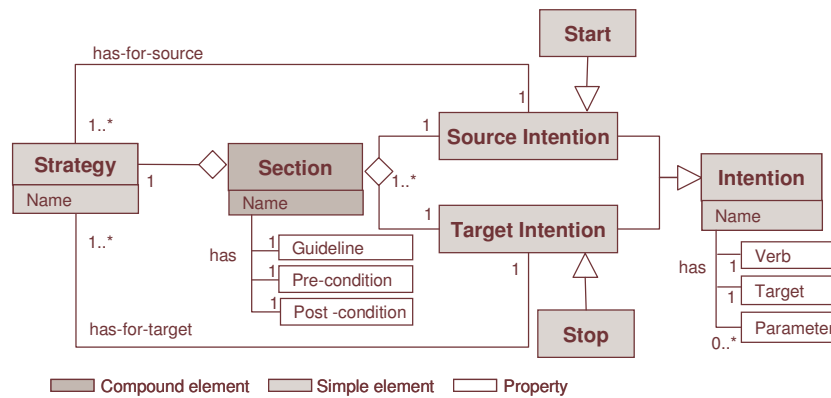 Start
has-for-source
1
1..*
1
Source Intention
Strategy
Name
1
Section
Name
1..*
Intention
Name
1..*
1
Target Intention
has
1
Guideline
1
Pre-condition
1
Post -condition
1
has
1
Verb
1
Target
0..*
Parameter
has-for-target
Stop
Compound element
Simple element
Property